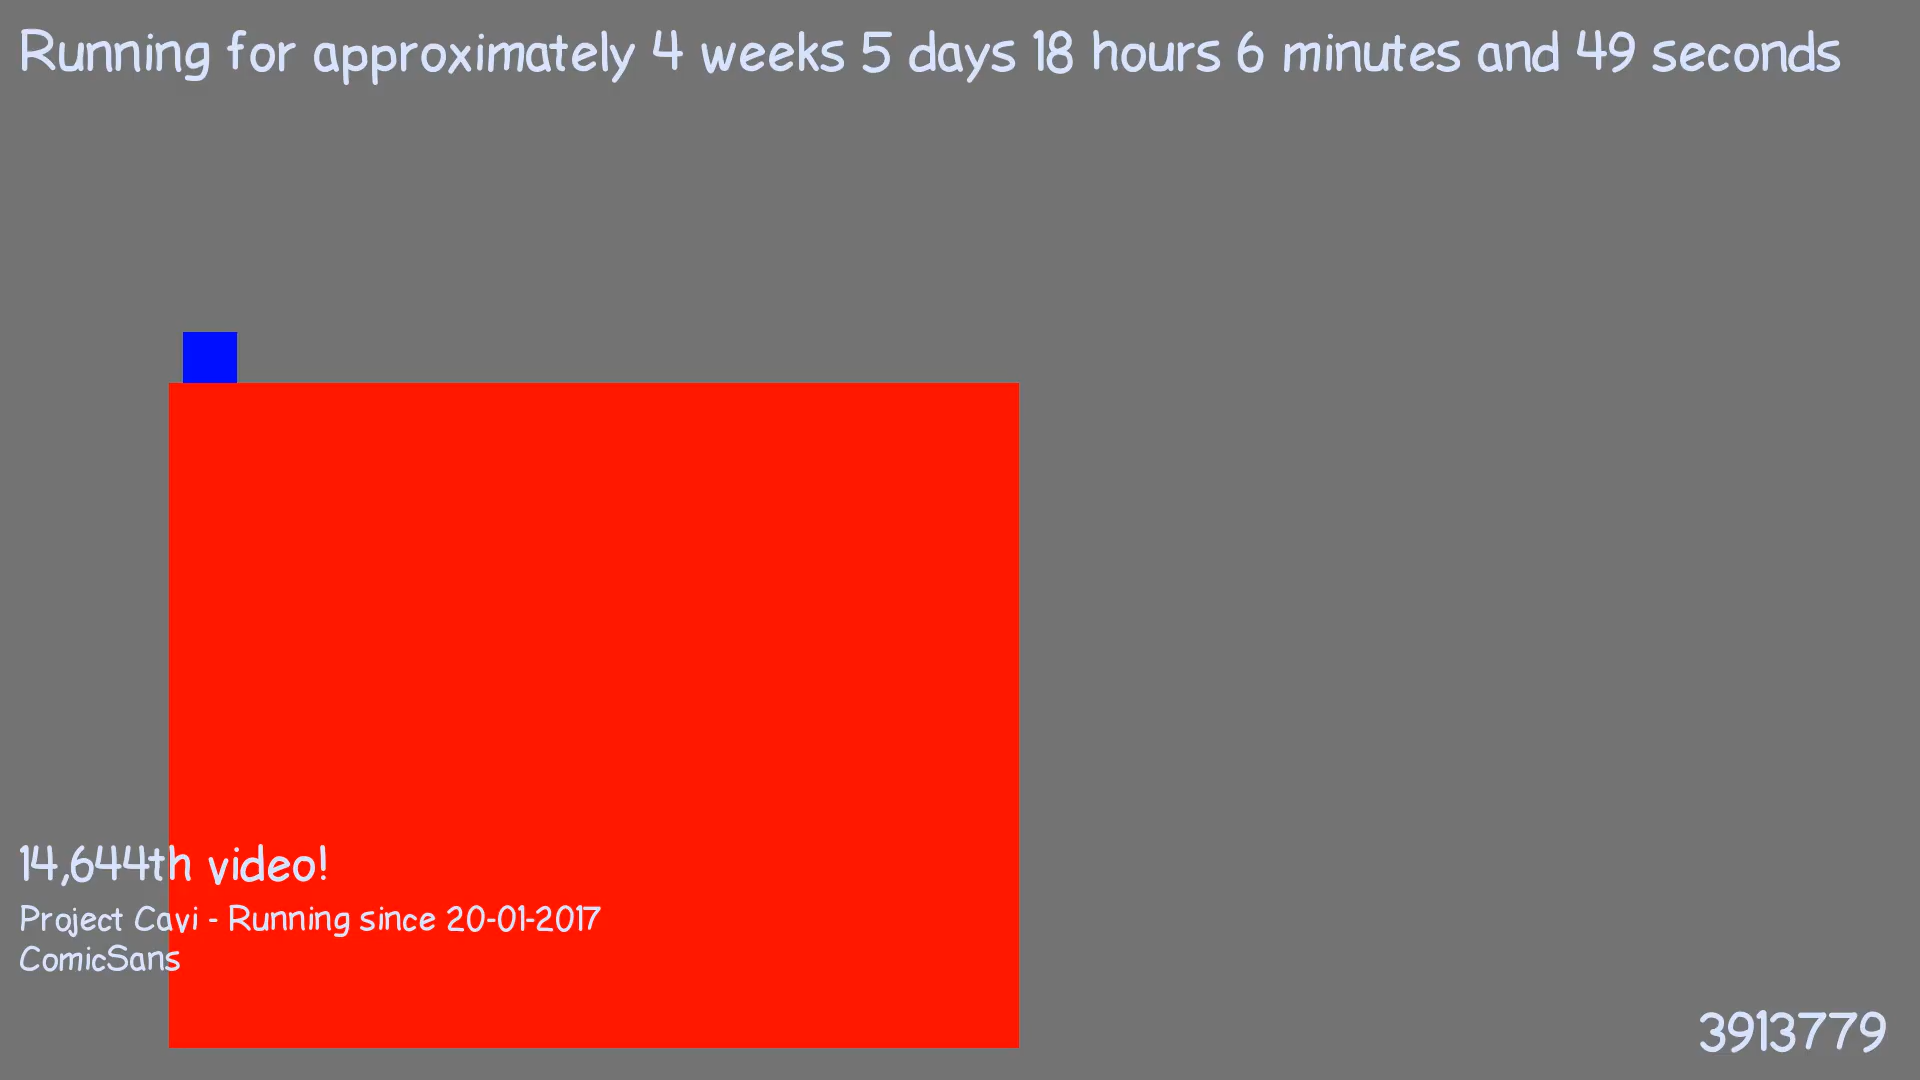 Running for approximately 4 weeks 5 days 18 hours 6 minutes and 49 seconds
14,644th video!
Project Cavi - Running since 20-01-2017
ComicSans
3913779